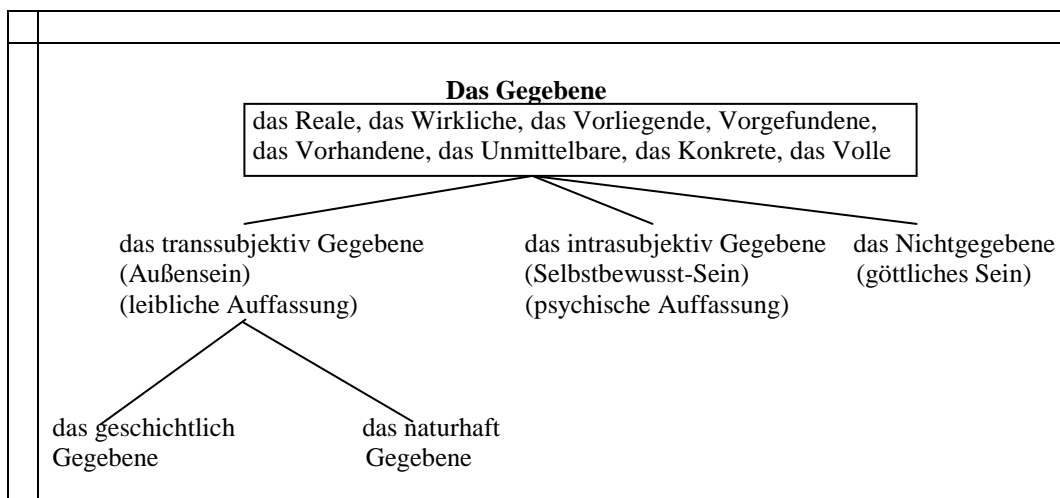 Das Gegebene
das Reale, das Wirkliche, das Vorliegende, Vorgefundene,
das Vorhandene, das Unmittelbare, das Konkrete, das Volle
das transsubjektiv Gegebene
(Außensein)
(leibliche Auffassung)
das intrasubjektiv Gegebene
(Selbstbewusst-Sein)
(psychische Auffassung)
das Nichtgegebene
(göttliches Sein)
das geschichtlich
Gegebene
das naturhaft
Gegebene